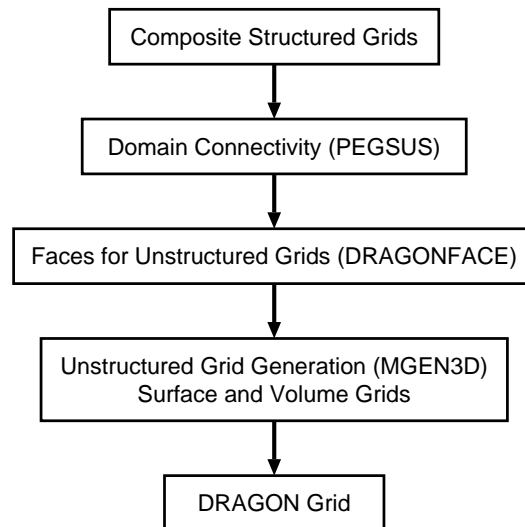 Composite Structured Grids
Domain Connectivity (PEGSUS)
Faces for Unstructured Grids (DRAGONFACE)
Unstructured Grid Generation (MGEN3D)
Surface and Volume Grids
DRAGON Grid